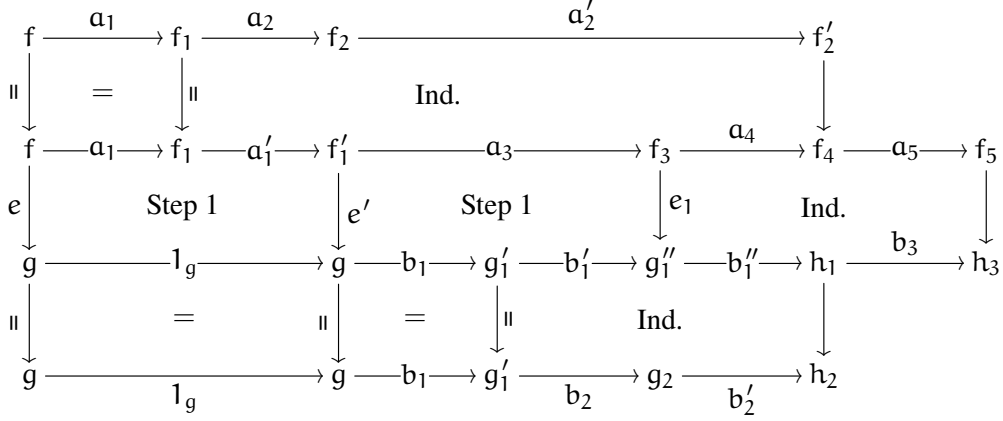 a₁ a₂ a₂′
f f₁ f₂ f₂′
= = = Ind.
f a₁ f₁ a₁′ f₁′ a₃ f₃ a₄ f₄ a₅ f₅
e Step 1 e′ Step 1 e₁ Ind.
g 1_g g b₁ g₁′ b₁′ g₁″ b₁″ h₁ b₃ h₃
= = = = = Ind.
g 1_g g b₁ g₁′ b₂ g₂ b₂′ h₂